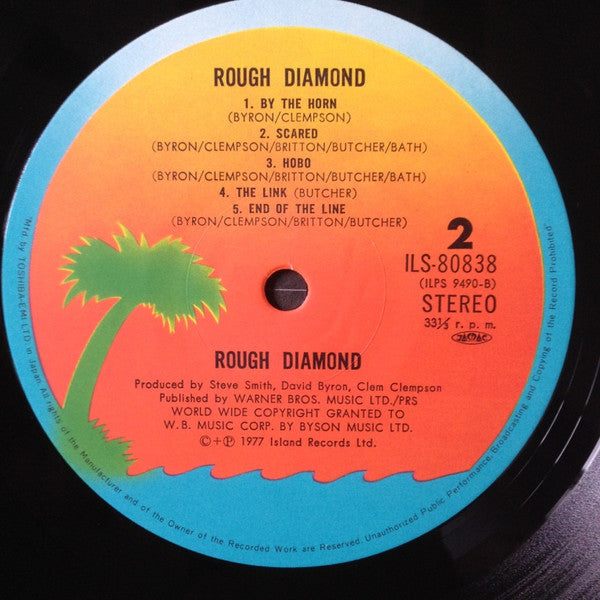 ROUGH DIAMOND
1. BY THE HORN
(BYRON/CLEMPSON)
2. SCARED
(BYRON/CLEMPSON/BRITTON/BUTCHER/BATH)
3. HOBO
(BYRON/CLEMPSON/BRITTON/BUTCHER/BATH)
4. THE LINK (BUTCHER)
5. END OF THE LINE
(BYRON/CLEMPSON/BRITTON/BUTCHER)
2
ILS-80838
(ILPS 9490-B)
STEREO
33⅓ r. p. m.
JASRAC
ROUGH DIAMOND
Produced by Steve Smith, David Byron, Clem Clempson
Published by WARNER BROS. MUSIC LTD./PRS
WORLD WIDE COPYRIGHT GRANTED TO
W. B. MUSIC CORP. BY BYSON MUSIC LTD.
©+℗ 1977 Island Records Ltd.
Mfd. by TOSHIBA-EMI LTD. in Japan. All rights of the Manufacturer and of the Owner of the Recorded Work are Reserved. Unauthorized Public Performance, Broadcasting and Copying of the Record Prohibited